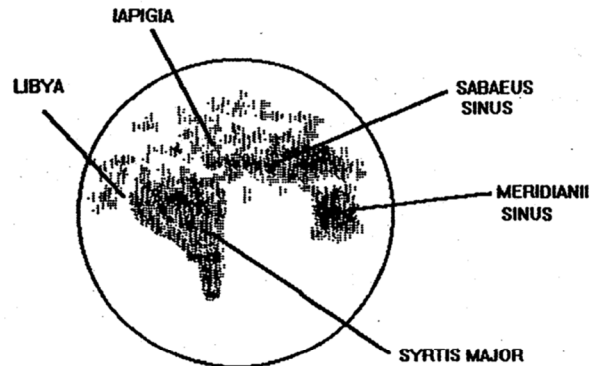 IAPIGIA
LIBYA
SABAEUS
SINUS
MERIDIANII
SINUS
SYRTIS MAJOR